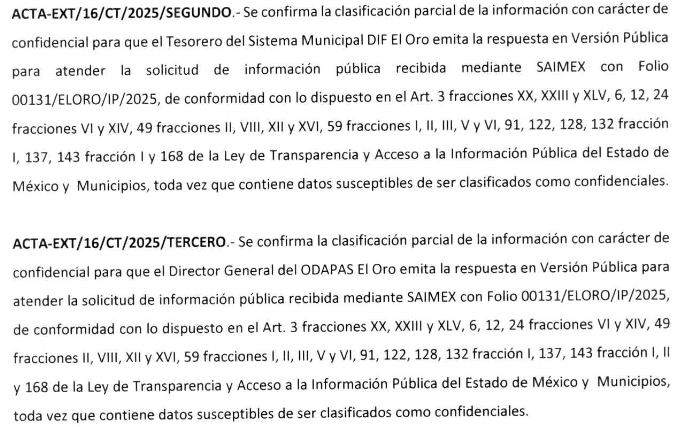 ACTA-EXT/16/CT/2025/SEGUNDO.- Se confirma la clasificación parcial de la información con carácter de
confidencial para que el Tesorero del Sistema Municipal DIF El Oro emita la respuesta en Versión Pública
para atender la solicitud de información pública recibida mediante SAIMEX con Folio
00131/ELORO/IP/2025, de conformidad con lo dispuesto en el Art. 3 fracciones XX, XXIII y XLV, 6, 12, 24
fracciones VI y XIV, 49 fracciones II, VIII, XII y XVI, 59 fracciones I, II, III, V y VI, 91, 122, 128, 132 fracción
I, 137, 143 fracción I y 168 de la Ley de Transparencia y Acceso a la Información Pública del Estado de
México y Municipios, toda vez que contiene datos susceptibles de ser clasificados como confidenciales.
ACTA-EXT/16/CT/2025/TERCERO.- Se confirma la clasificación parcial de la información con carácter de
confidencial para que el Director General del ODAPAS El Oro emita la respuesta en Versión Pública para
atender la solicitud de información pública recibida mediante SAIMEX con Folio 00131/ELORO/IP/2025,
de conformidad con lo dispuesto en el Art. 3 fracciones XX, XXIII y XLV, 6, 12, 24 fracciones VI y XIV, 49
fracciones II, VIII, XII y XVI, 59 fracciones I, II, III, V y VI, 91, 122, 128, 132 fracción I, 137, 143 fracción I, II
y 168 de la Ley de Transparencia y Acceso a la Información Pública del Estado de México y Municipios,
toda vez que contiene datos susceptibles de ser clasificados como confidenciales.